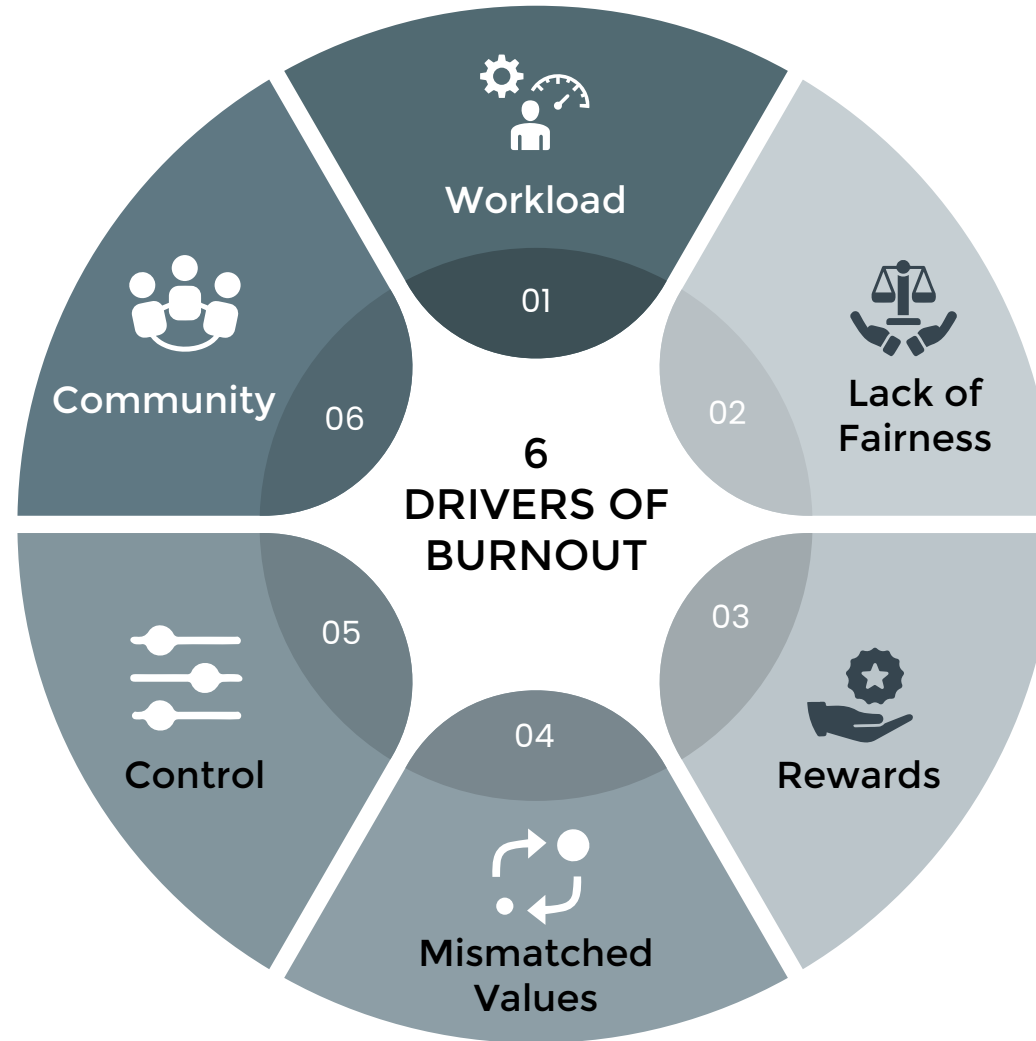 6
DRIVERS OF
BURNOUT
Workload
01
Lack of
Fairness
02
Rewards
03
Mismatched
Values
04
Control
05
Community
06